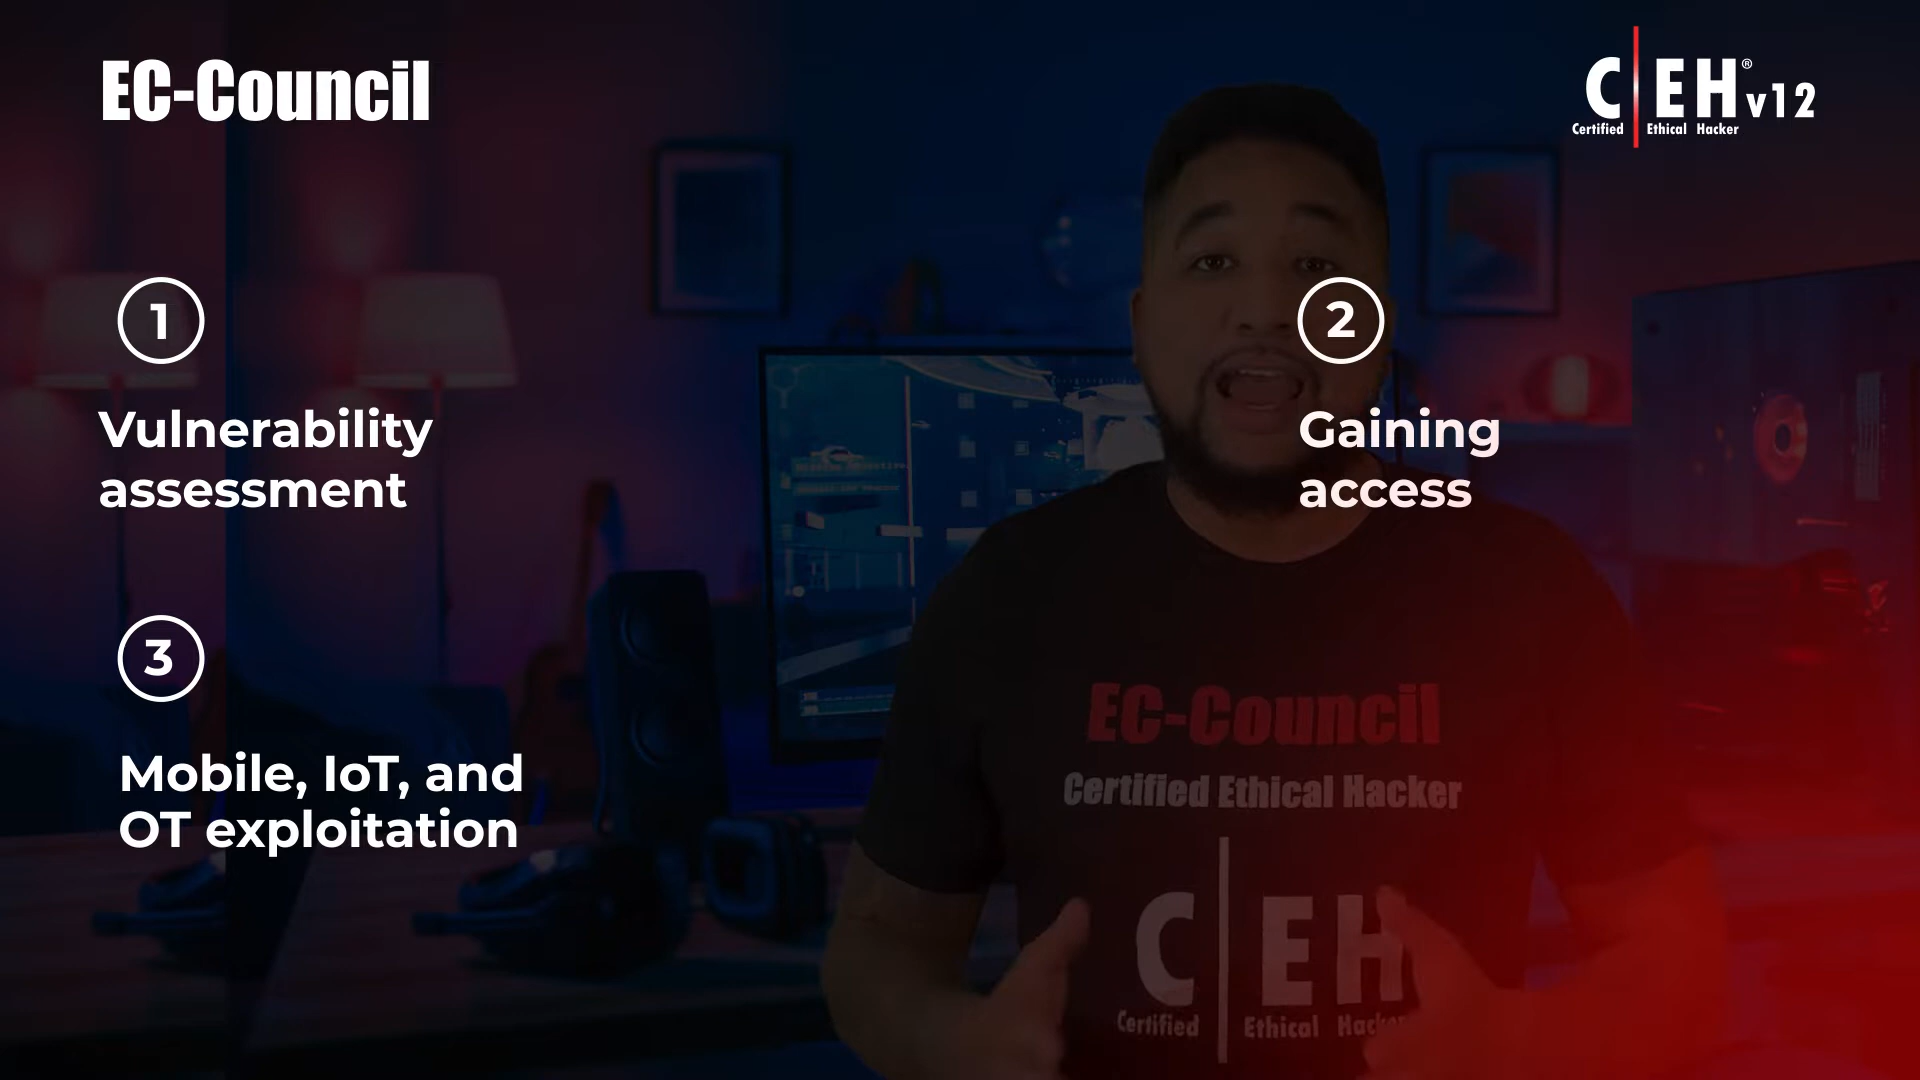 EC-Council
C|EH® v12
Certified Ethical Hacker
1
Vulnerability
assessment
2
Gaining
access
3
Mobile, IoT, and
OT exploitation
EC-Council
Certified Ethical Hacker
C|EH
Certified Ethical Hacker